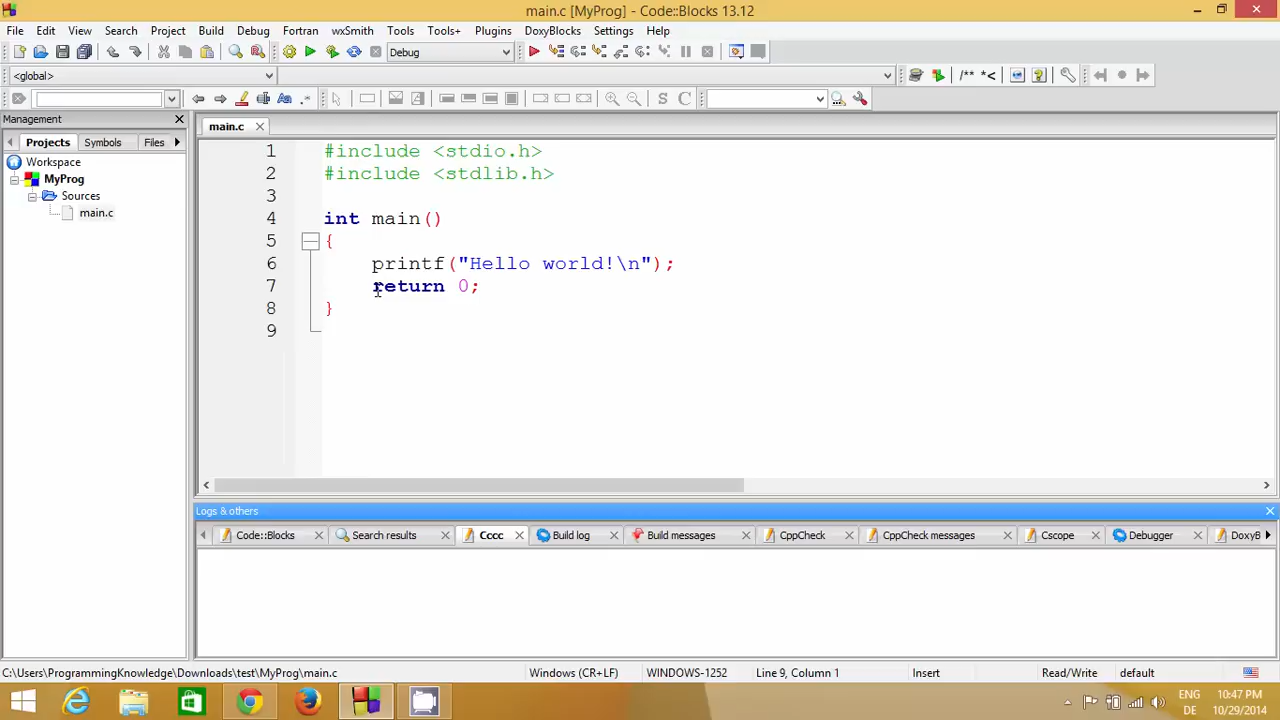 main.c [MyProg] - Code::Blocks 13.12
File Edit View Search Project Build Debug Fortran wxSmith Tools Tools+ Plugins DoxyBlocks Settings Help
Debug
<global>
/** *<
Aa .*
S C
Management
Projects Symbols Files
Workspace
MyProg
Sources
main.c
main.c
1 #include <stdio.h>
2 #include <stdlib.h>
3
4 int main()
5 {
6 printf("Hello world!\n");
7 return 0;
8 }
9
Logs & others
Code::Blocks Search results Cccc Build log Build messages CppCheck CppCheck messages Cscope Debugger DoxyB
C:\Users\ProgrammingKnowledge\Downloads\test\MyProg\main.c Windows (CR+LF) WINDOWS-1252 Line 9, Column 1 Insert Read/Write default
ENG 10:47 PM
DE 10/29/2014